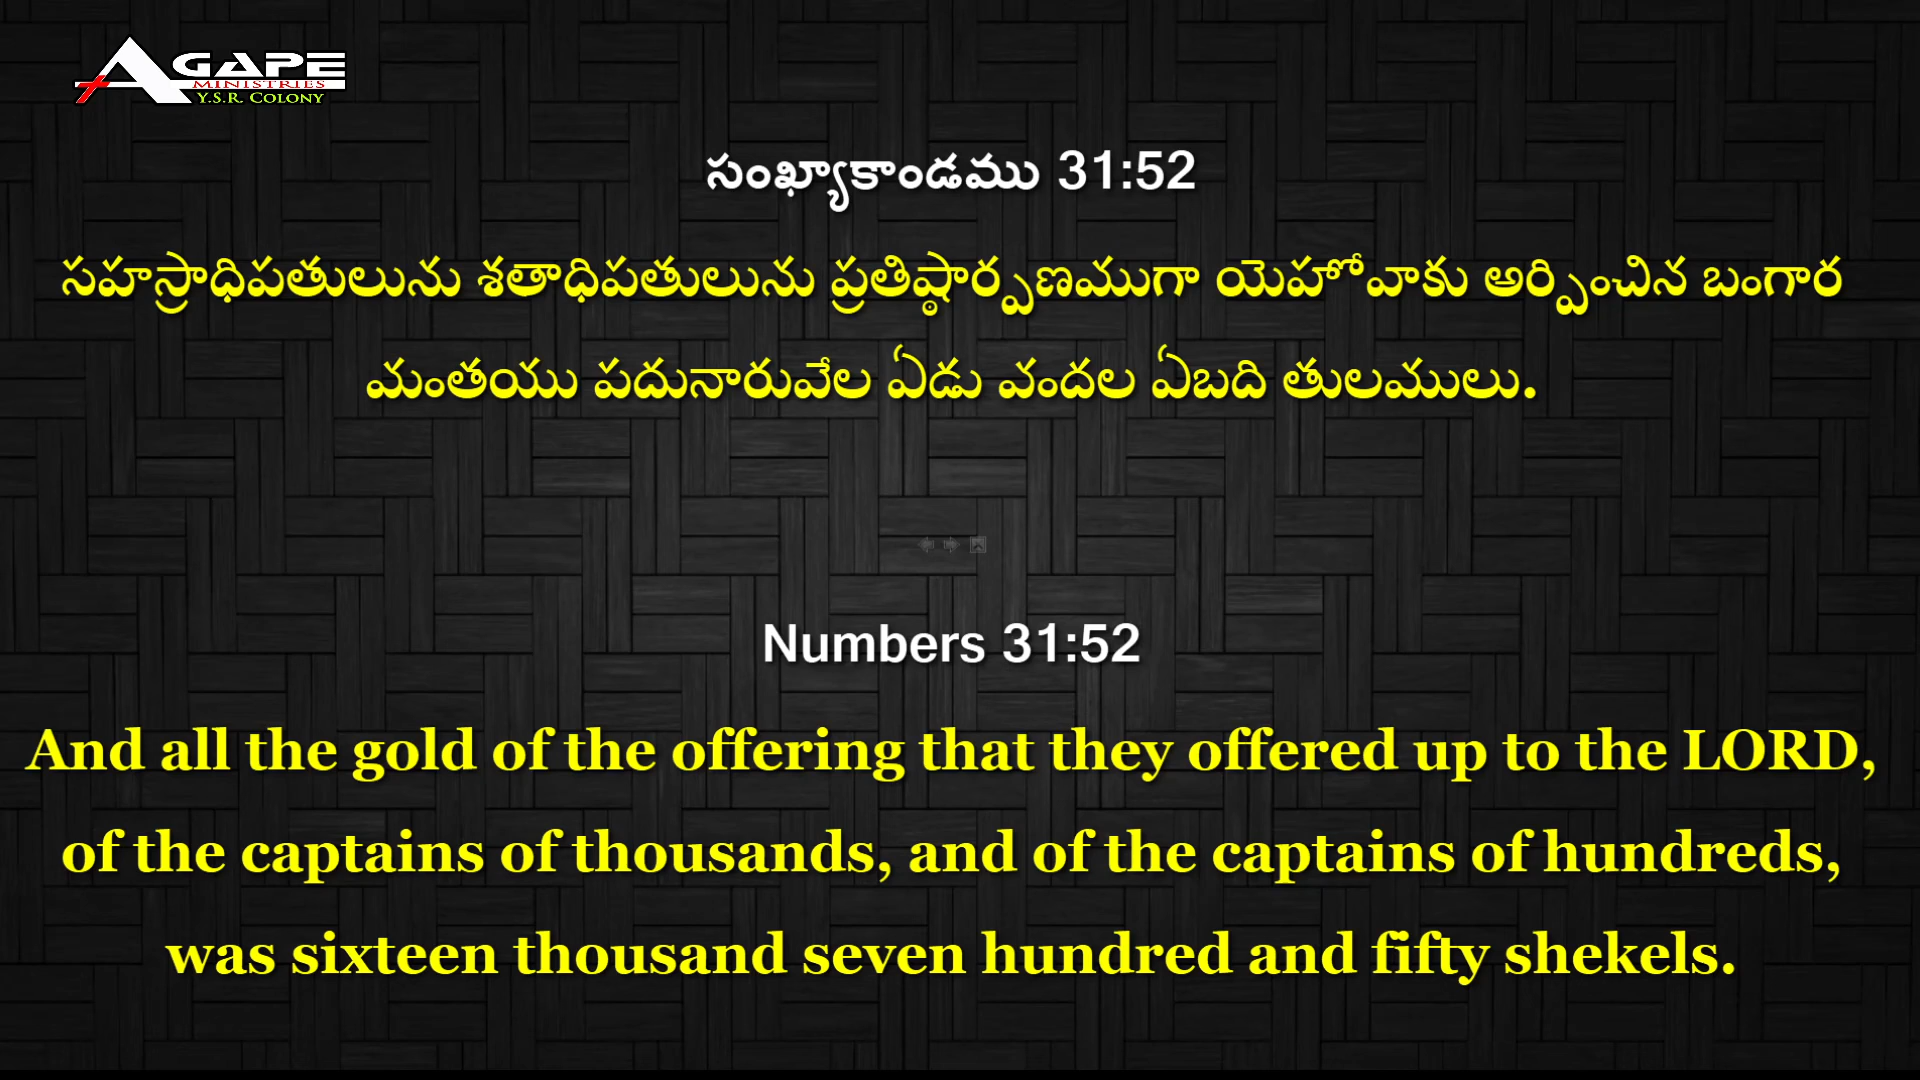 AGAPE
MINISTRIES
Y.S.R. COLONY
సంఖ్యాకాండము 31:52
సహస్రాధిపతులును శతాధిపతులును ప్రతిష్ఠార్పణముగా యెహోవాకు అర్పించిన బంగార
మంతయు పదునారువేల ఏడు వందల ఏబది తులములు.
Numbers 31:52
And all the gold of the offering that they offered up to the LORD,
of the captains of thousands, and of the captains of hundreds,
was sixteen thousand seven hundred and fifty shekels.